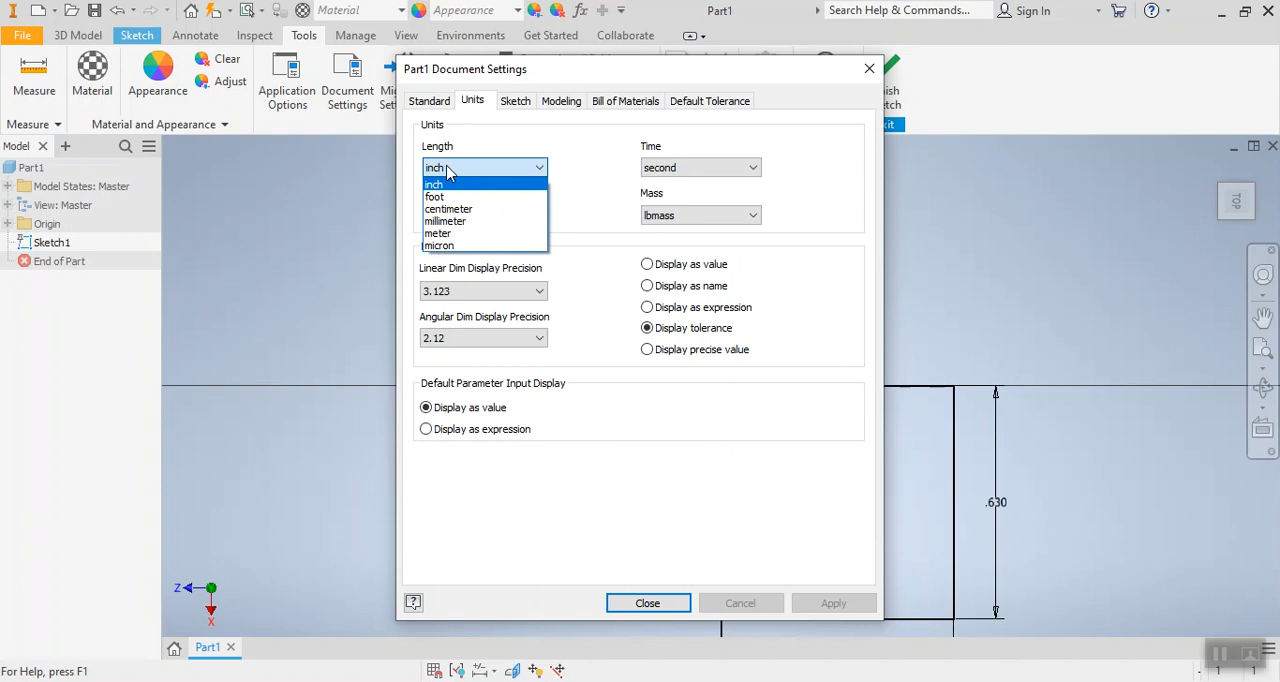 Material
Appearance
Part1
Search Help & Commands...
Sign In
File
3D Model
Sketch
Annotate
Inspect
Tools
Manage
View
Environments
Get Started
Collaborate
Measure
Material
Appearance
Clear
Adjust
Application
Options
Document
Settings
Measure
Material and Appearance
Model
Part1
Model States: Master
View: Master
Origin
Sketch1
End of Part
Part1 Document Settings
Standard
Units
Sketch
Modeling
Bill of Materials
Default Tolerance
Units
Length
Time
inch
second
inch
foot
centimeter
millimeter
meter
micron
Mass
lbmass
Linear Dim Display Precision
3.123
Angular Dim Display Precision
2.12
Display as value
Display as name
Display as expression
Display tolerance
Display precise value
Default Parameter Input Display
Display as value
Display as expression
Close
Cancel
Apply
TOP
.630
Z
X
Part1
For Help, press F1
1
1